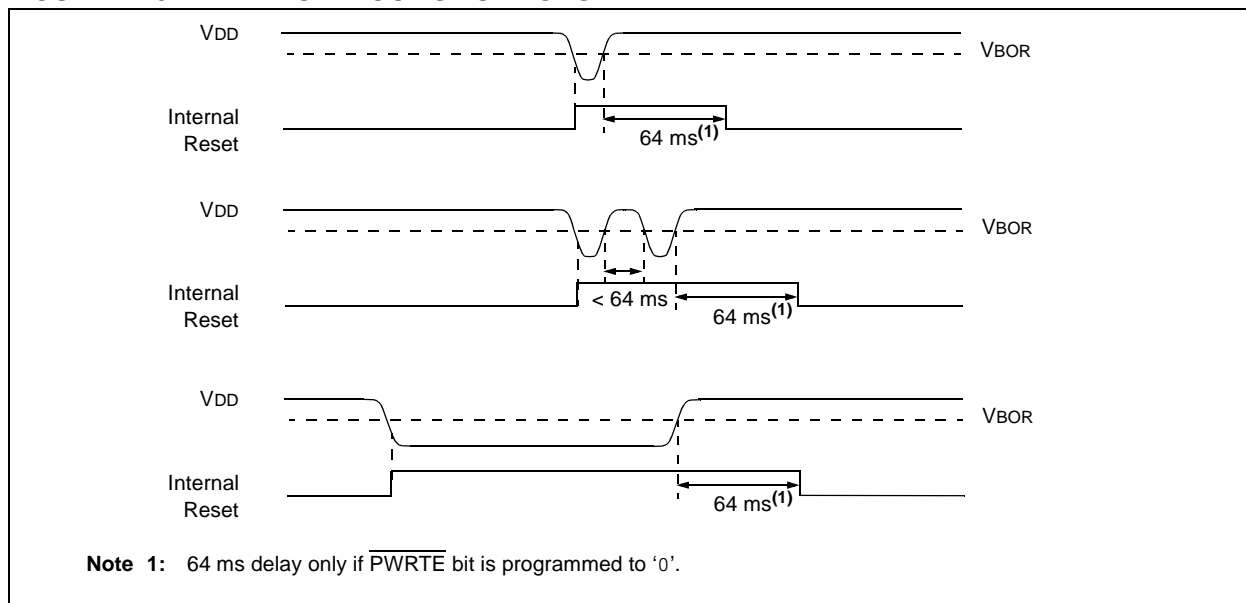 VDD
VBOR
Internal
Reset
64 ms(1)
VDD
VBOR
Internal
Reset
< 64 ms
64 ms(1)
VDD
VBOR
Internal
Reset
64 ms(1)
Note 1: 64 ms delay only if PWRTE bit is programmed to ‘0’.